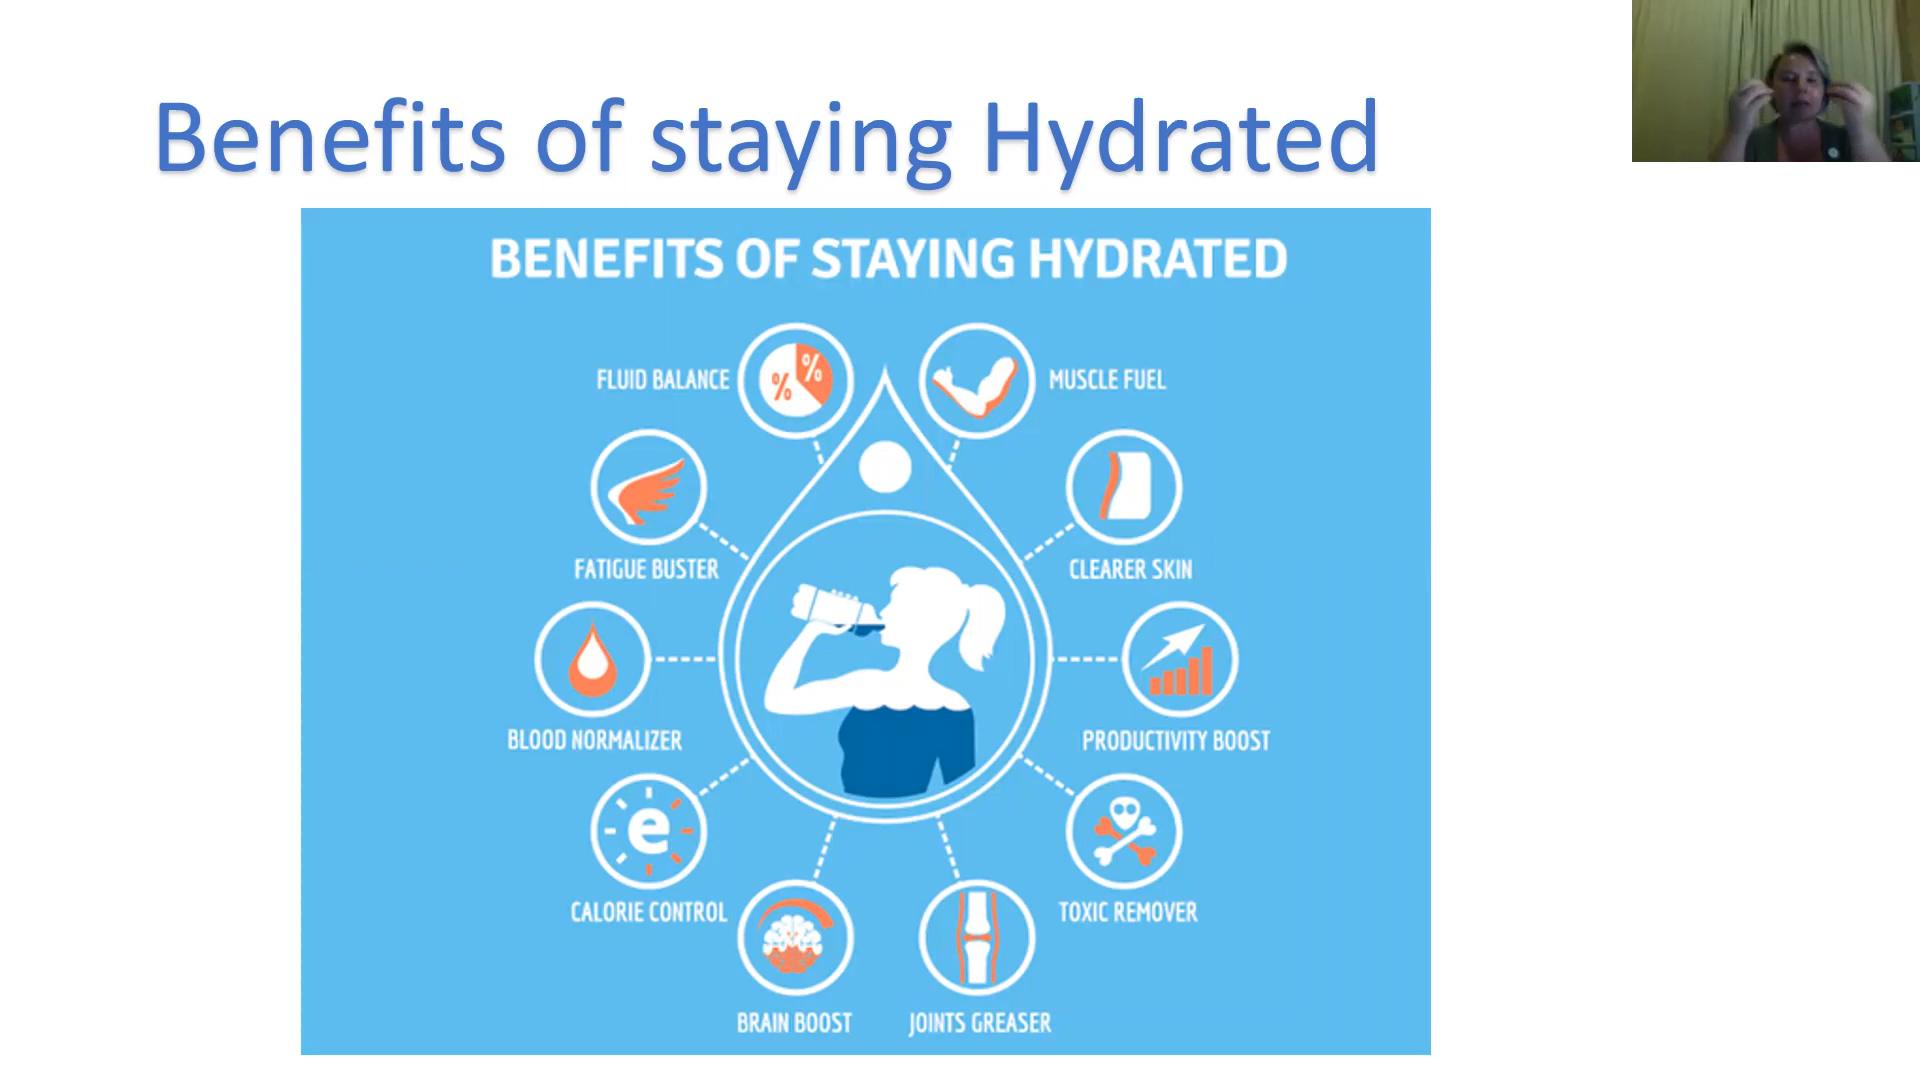 Benefits of staying Hydrated
BENEFITS OF STAYING HYDRATED
FLUID BALANCE
% %
MUSCLE FUEL
FATIGUE BUSTER
CLEARER SKIN
BLOOD NORMALIZER
PRODUCTIVITY BOOST
e
CALORIE CONTROL
TOXIC REMOVER
BRAIN BOOST
JOINTS GREASER